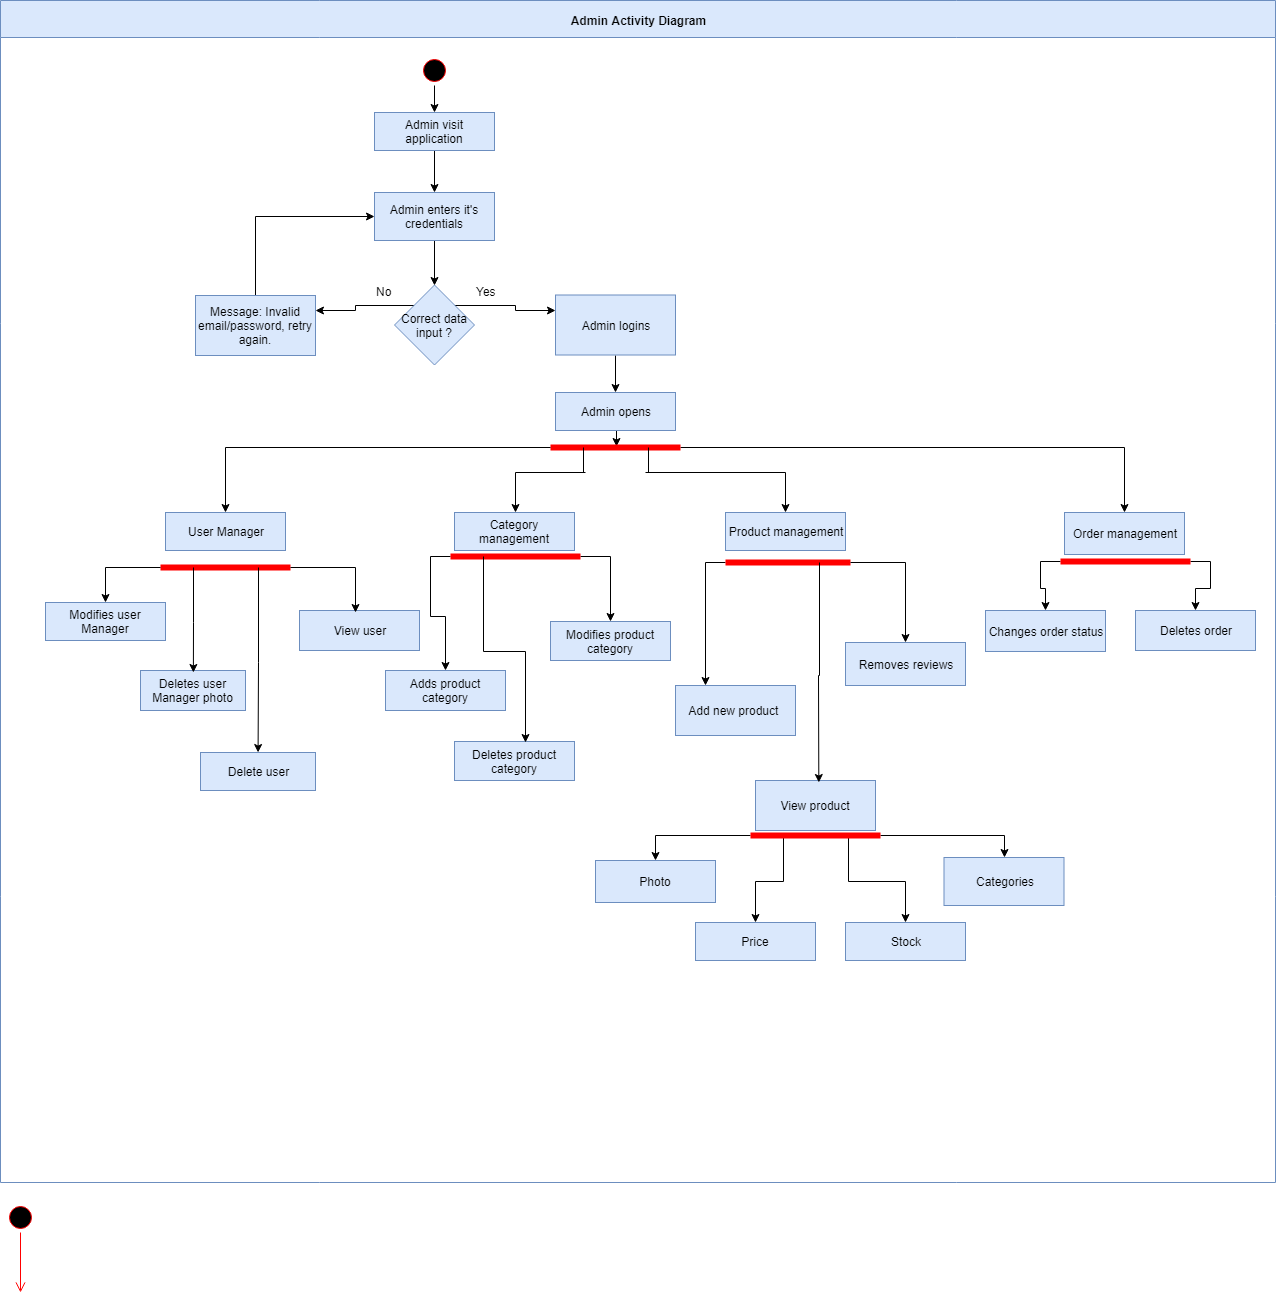 Admin Activity Diagram
Admin visit
application
Admin enters it's
credentials
No
Yes
Message: Invalid
email/password, retry
again.
Correct data
input ?
Admin logins
Admin opens
User Manager
Category
management
Product management
Order management
Modifies user
Manager
View user
Modifies product
category
Changes order status
Deletes order
Deletes user
Manager photo
Adds product
category
Removes reviews
Add new product
Delete user
Deletes product
category
View product
Photo
Categories
Price
Stock